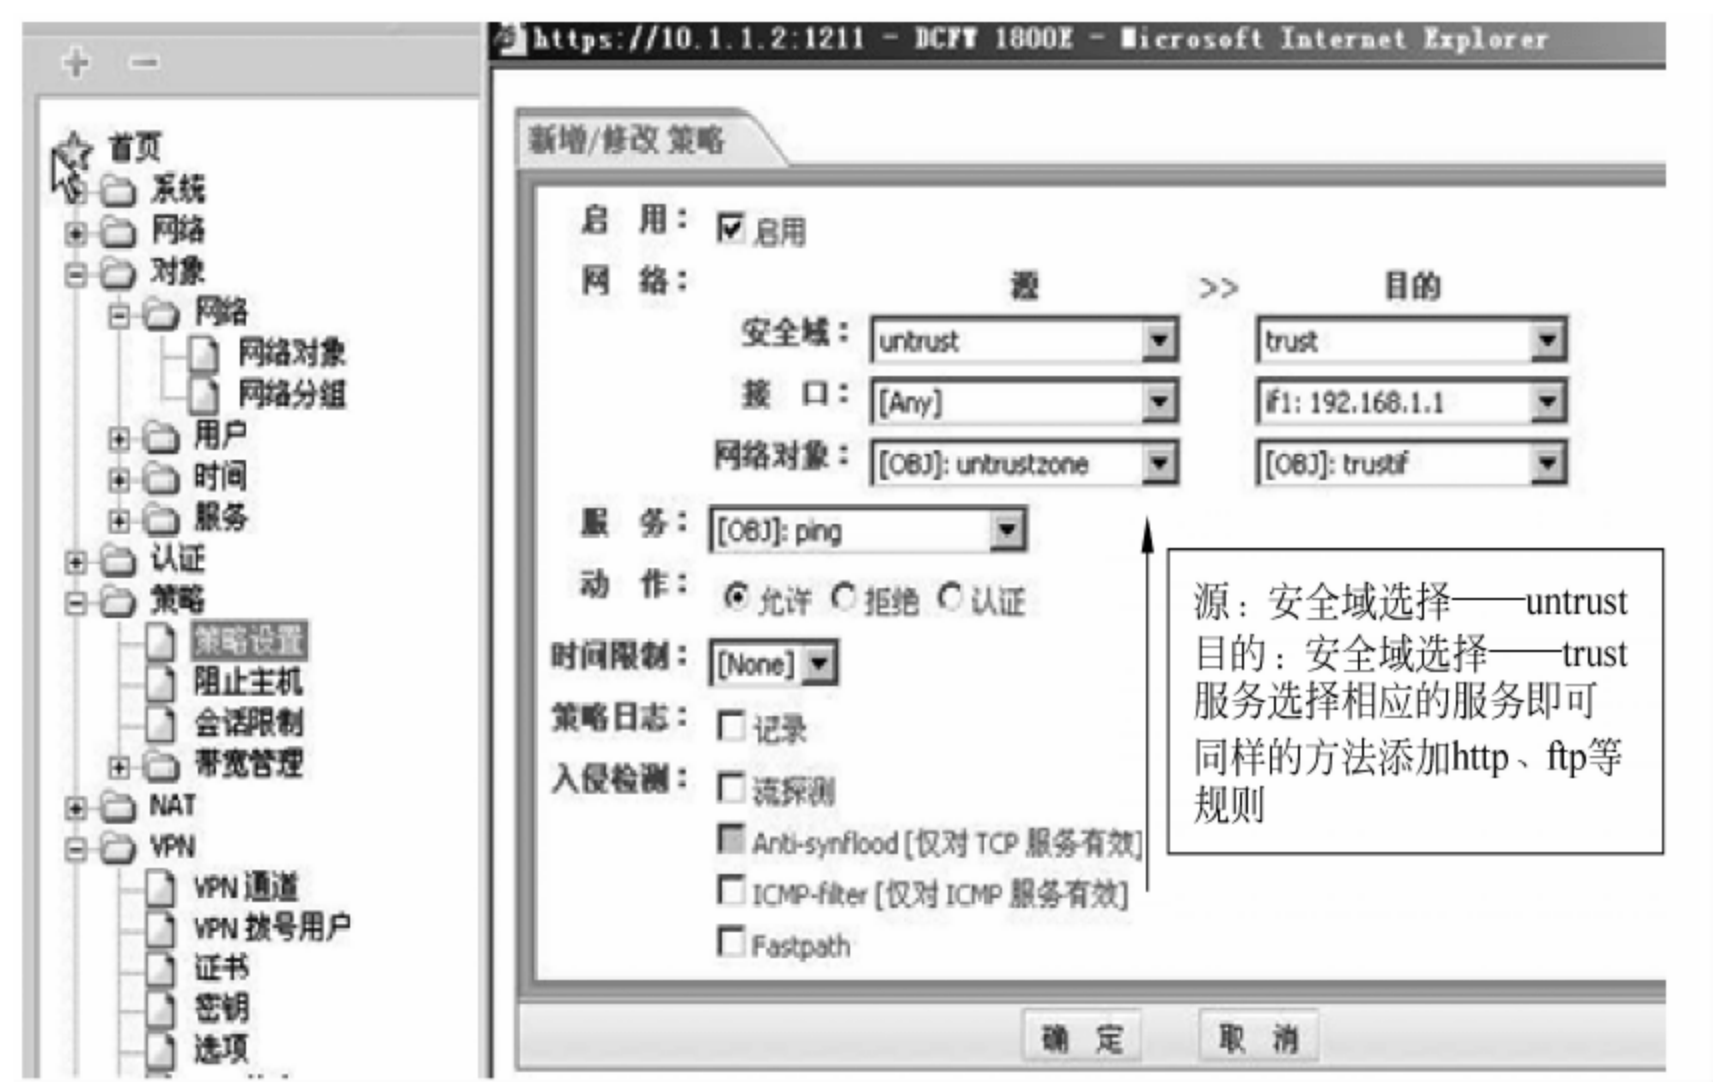 + -
首页
系统
网络
对象
网络
网络对象
网络分组
用户
时间
服务
认证
策略
策略设置
阻止主机
会话限制
带宽管理
NAT
VPN
VPN 通道
VPN 拨号用户
证书
密钥
选项
https://10.1.1.2:1211 - DCFW 1800E - Microsoft Internet Explorer
新增/修改 策略
启 用： 启用
网 络： 源 >> 目的
安全域： untrust trust
接 口： [Any] if1: 192.168.1.1
网络对象： [OBJ]: untrustzone [OBJ]: trustif
服 务： [OBJ]: ping
动 作： 允许 拒绝 认证
时间限制： [None]
策略日志： 记录
入侵检测： 流探测
Anti-synflood [仅对 TCP 服务有效]
ICMP-filter [仅对 ICMP 服务有效]
Fastpath
确 定 取 消
源：安全域选择——untrust
目的：安全域选择——trust
服务选择相应的服务即可
同样的方法添加http、ftp等
规则